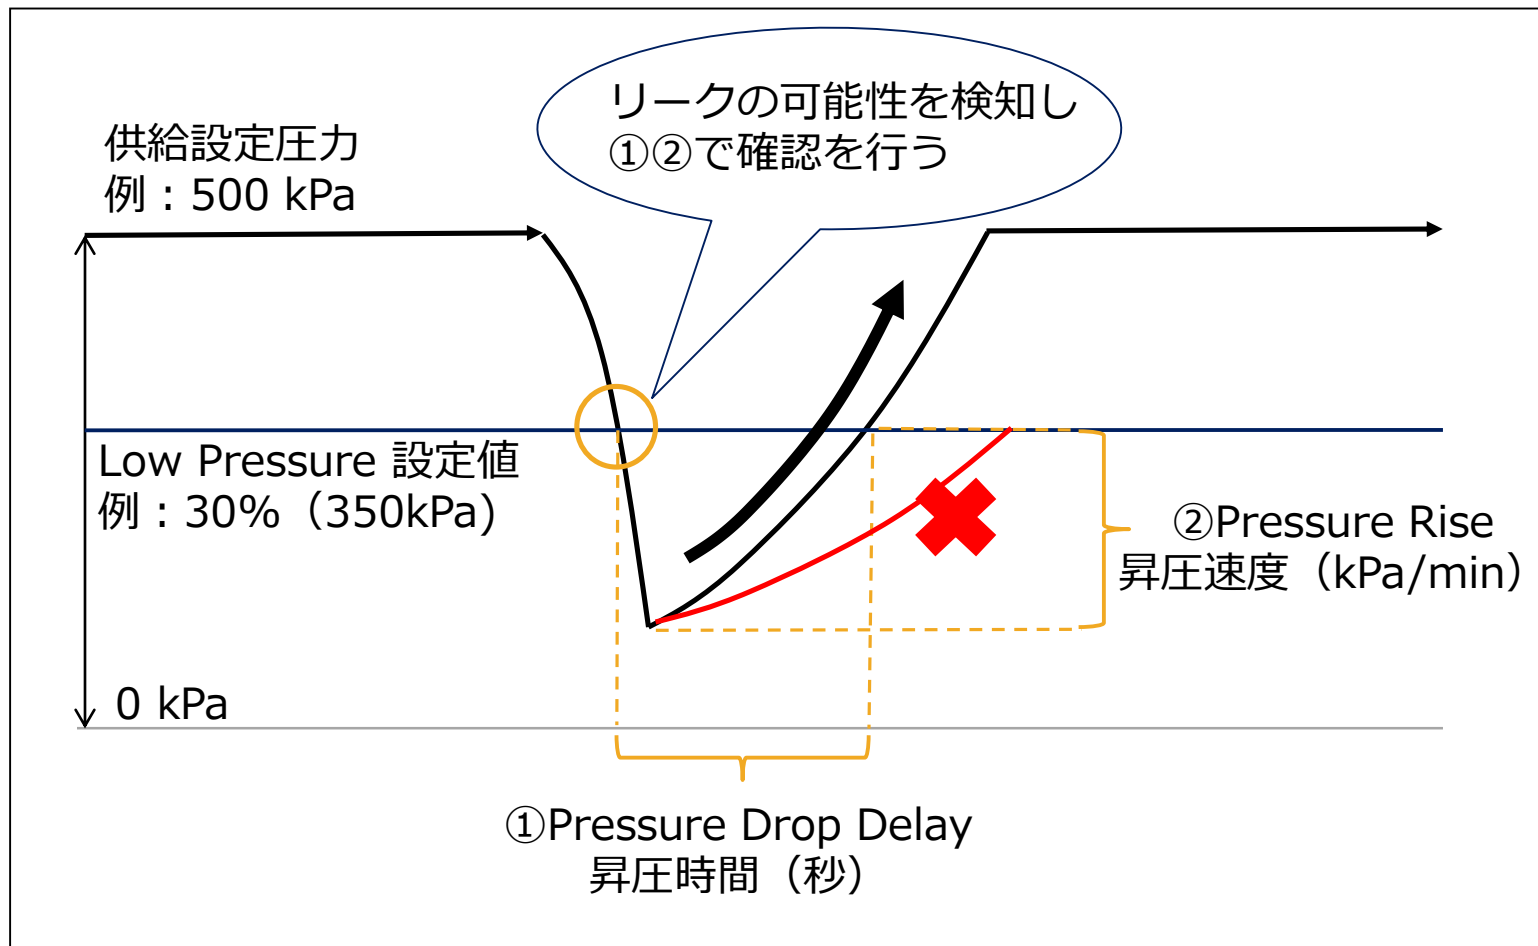 リークの可能性を検知し
①②で確認を行う
供給設定圧力
例：500 kPa
Low Pressure 設定値
例：30%（350kPa)
②Pressure Rise
昇圧速度（kPa/min）
0 kPa
①Pressure Drop Delay
昇圧時間（秒）